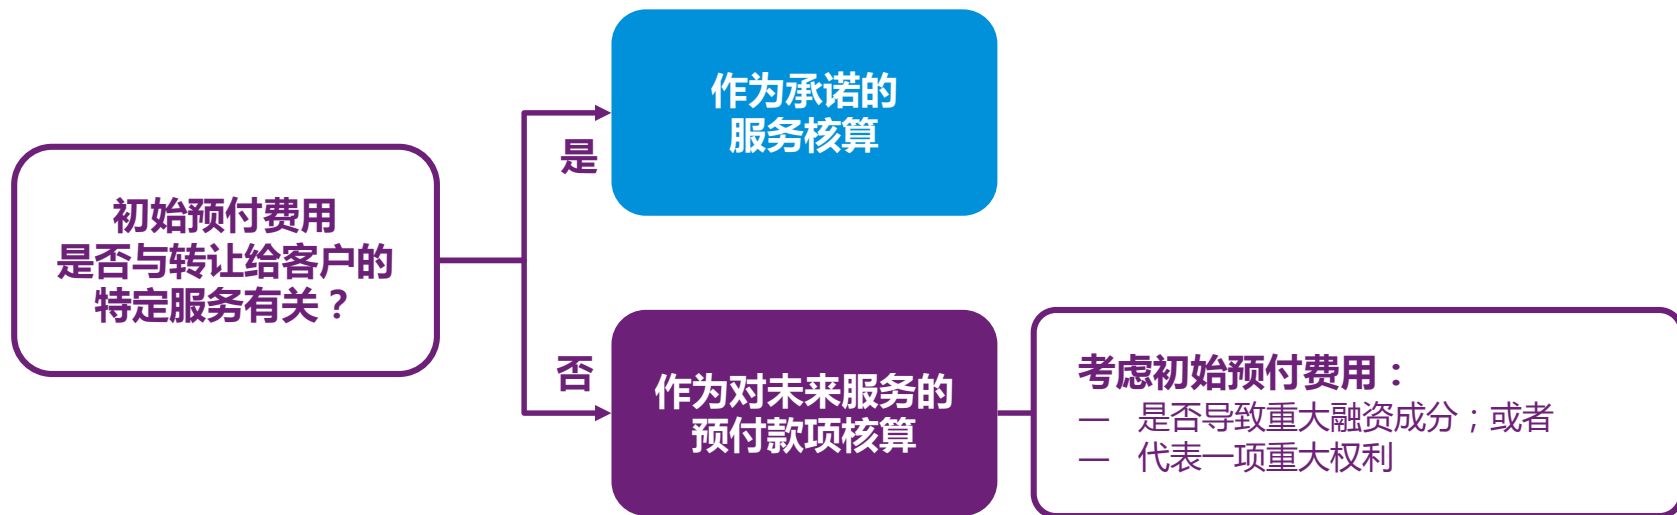 初始预付费用
是否与转让给客户的
特定服务有关？
是
作为承诺的
服务核算
否
作为对未来服务的
预付款项核算
考虑初始预付费用：
— 是否导致重大融资成分；或者
— 代表一项重大权利